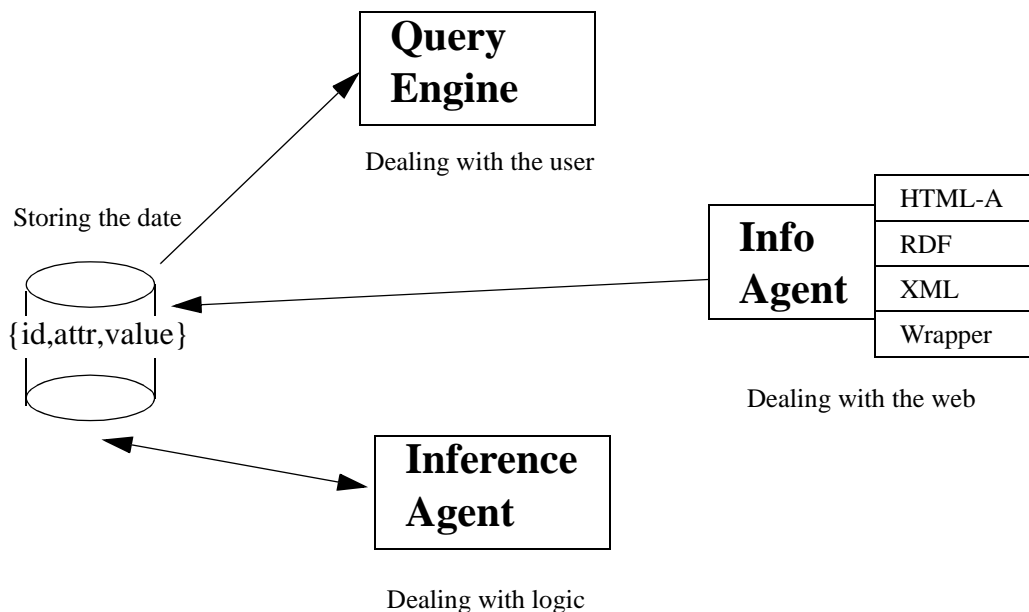 Query
Engine
Dealing with the user
Storing the date
{id,attr,value}
Info
Agent
HTML-A
RDF
XML
Wrapper
Dealing with the web
Inference
Agent
Dealing with logic